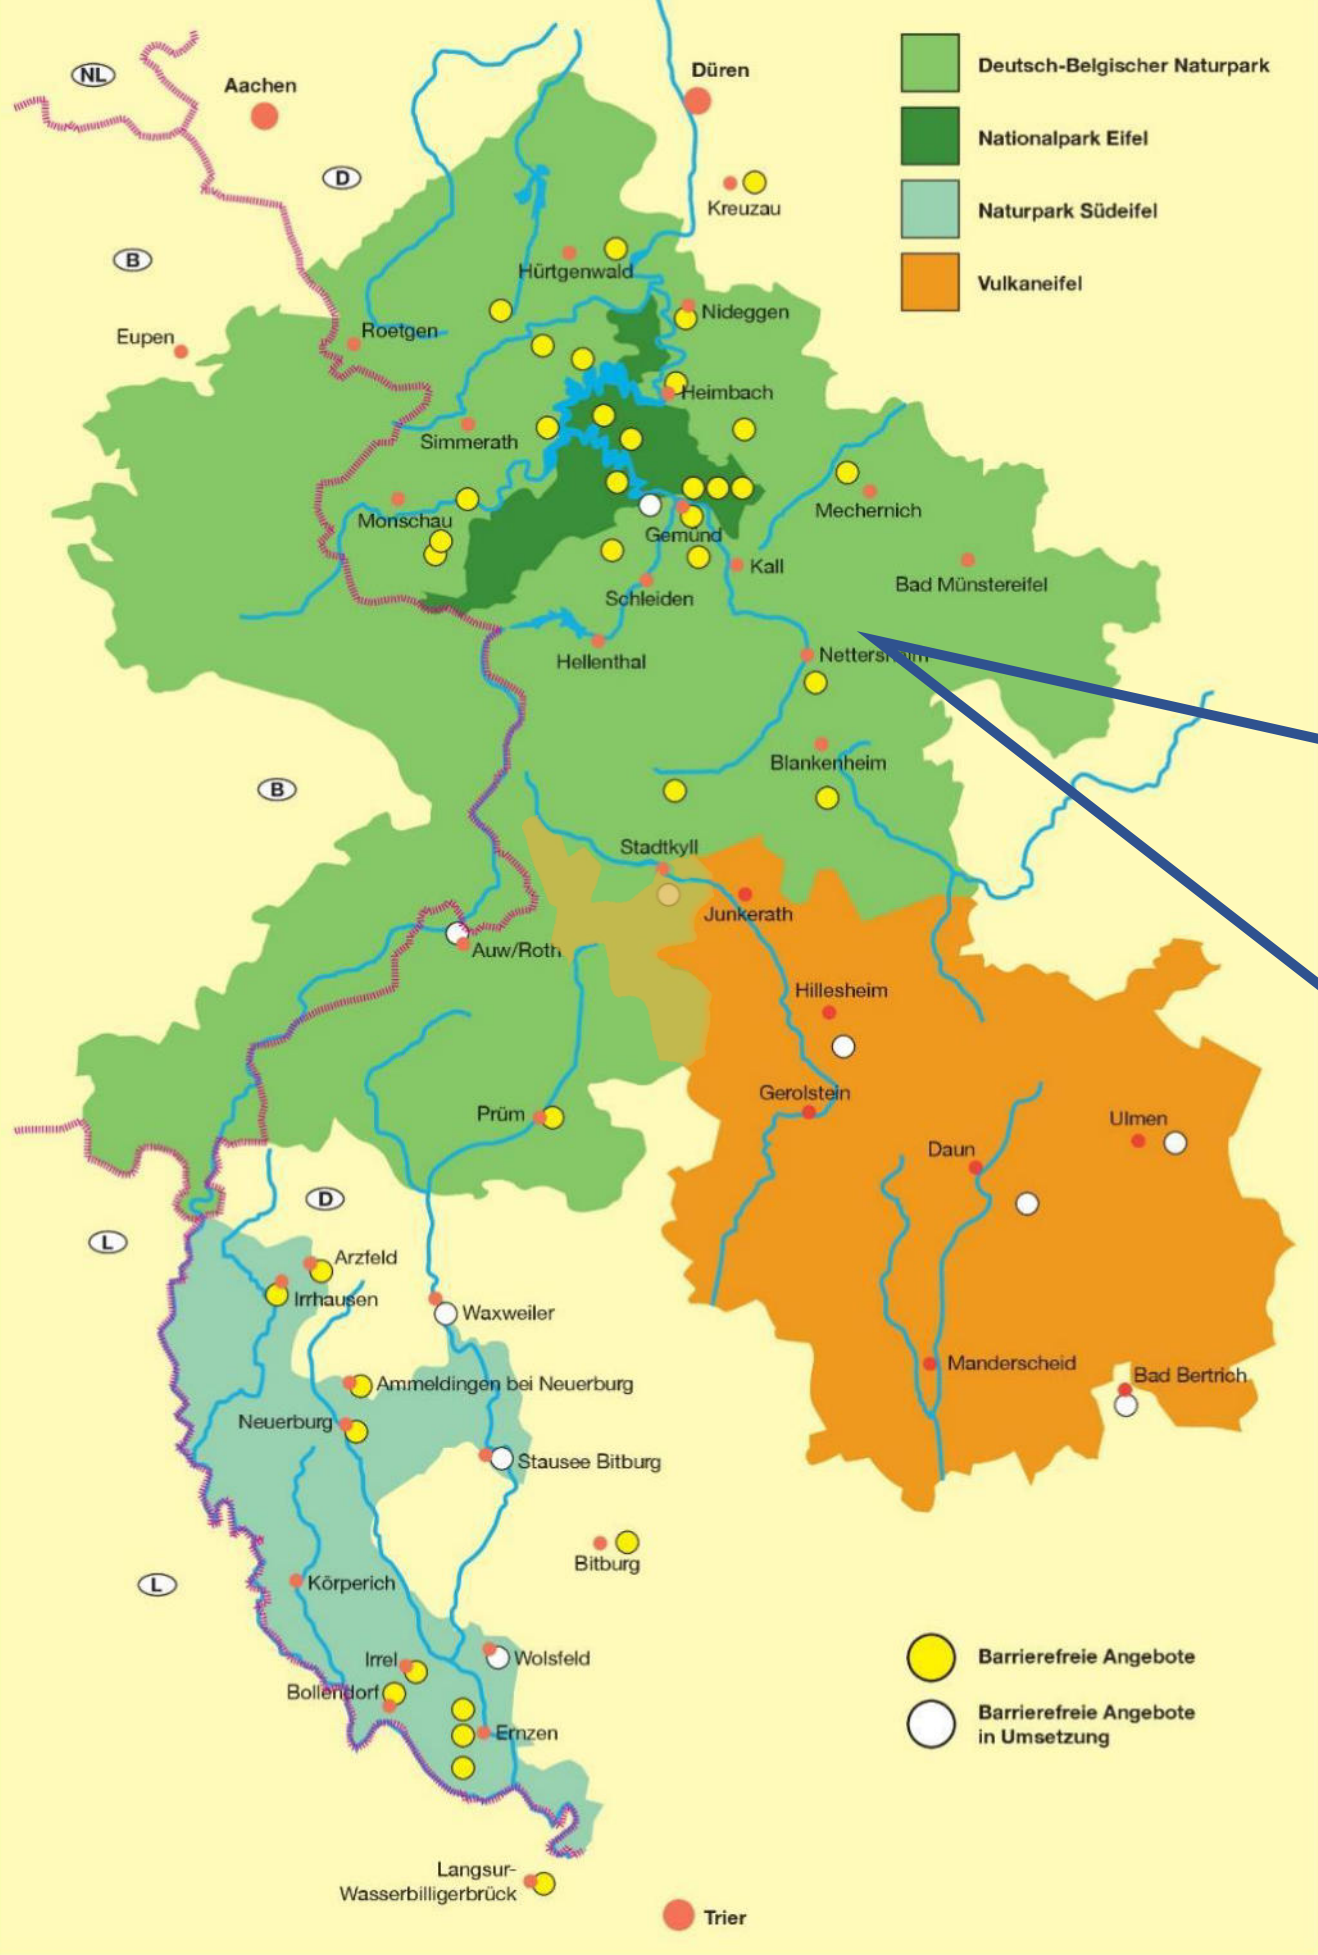 NL
Aachen
Düren
Deutsch-Belgischer Naturpark
Nationalpark Eifel
D
Kreuzau
Naturpark Südeifel
B
Hürtgenwald
Vulkaneifel
Nideggen
Eupen
Roetgen
Heimbach
Simmerath
Mechernich
Monschau
Gemünd
Kall
Bad Münstereifel
Schleiden
Hellenthal
Nettersheim
Blankenheim
B
Stadtkyll
Junkerath
Auw/Roth
Hillesheim
Gerolstein
Prüm
Ulmen
Daun
D
L
Arzfeld
Irrhausen
Waxweiler
Manderscheid
Bad Bertrich
Ammeldingen bei Neuerburg
Neuerburg
Stausee Bitburg
Bitburg
L
Körperich
Irrel
Wolsfeld
Barrierefreie Angebote
Bollendorf
Barrierefreie Angebote
in Umsetzung
Ernzen
Langsur-
Wasserbilligerbrück
Trier